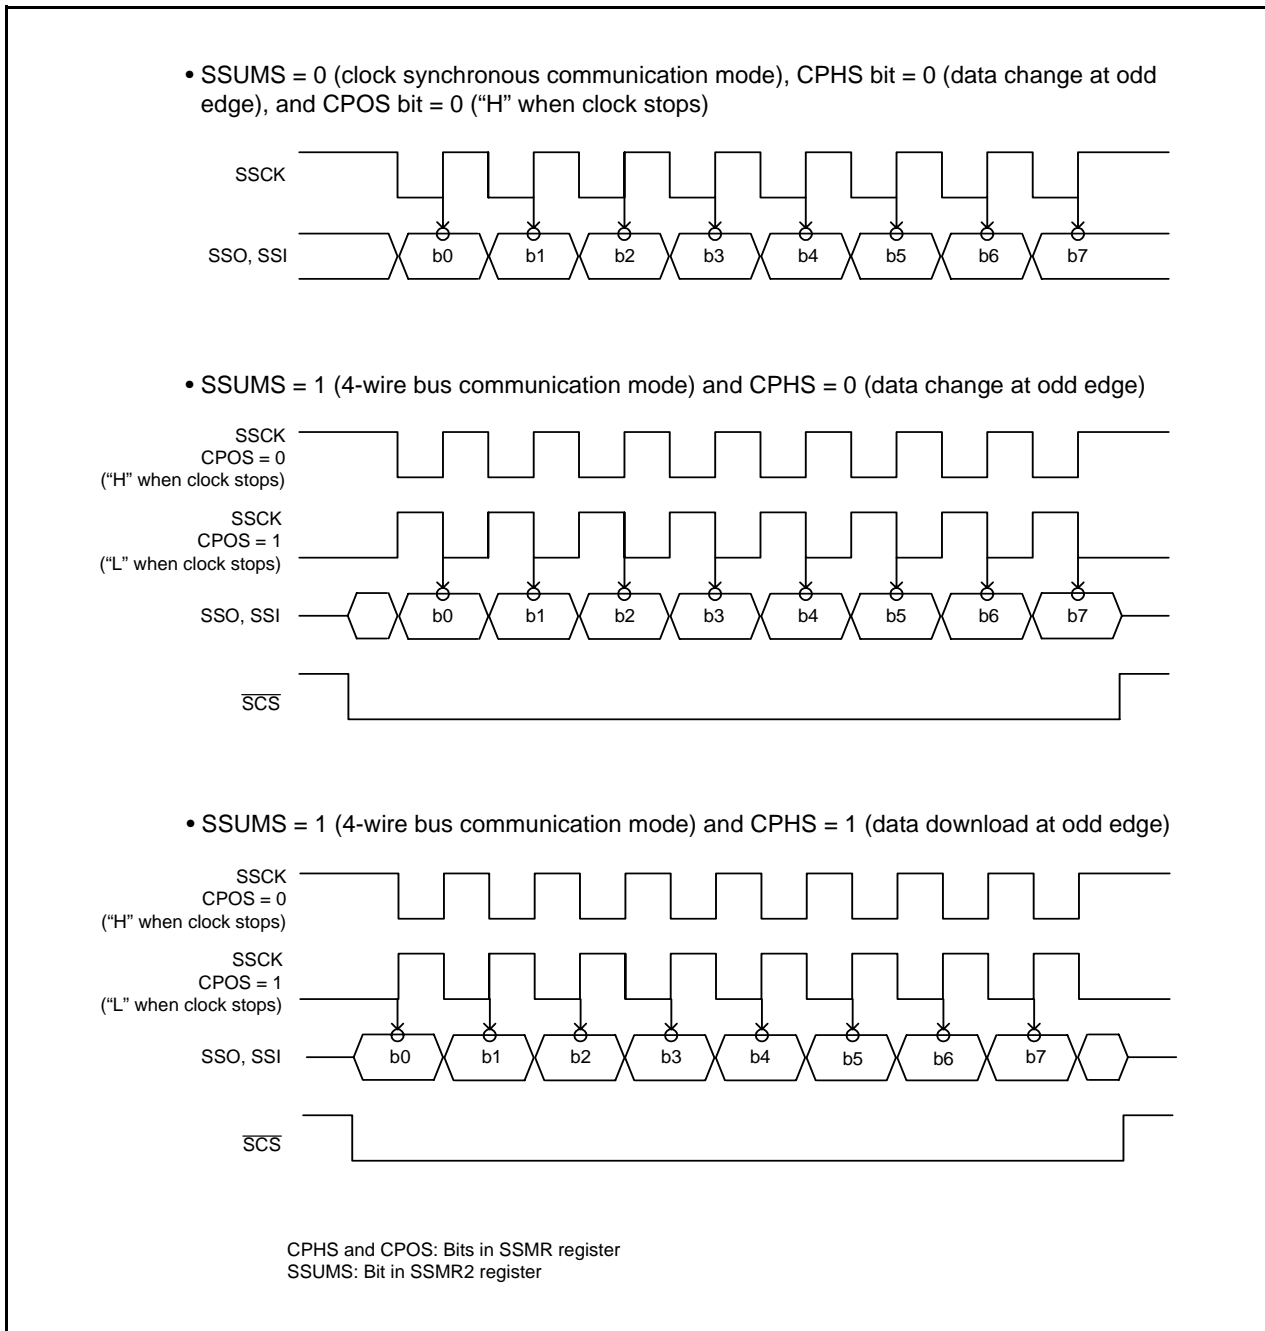 • SSUMS = 0 (clock synchronous communication mode), CPHS bit = 0 (data change at odd
edge), and CPOS bit = 0 (“H” when clock stops)
SSCK
SSO, SSI
b0 b1 b2 b3 b4 b5 b6 b7
• SSUMS = 1 (4-wire bus communication mode) and CPHS = 0 (data change at odd edge)
SSCK
CPOS = 0
(“H” when clock stops)
SSCK
CPOS = 1
(“L” when clock stops)
SSO, SSI
b0 b1 b2 b3 b4 b5 b6 b7
SCS
• SSUMS = 1 (4-wire bus communication mode) and CPHS = 1 (data download at odd edge)
SSCK
CPOS = 0
(“H” when clock stops)
SSCK
CPOS = 1
(“L” when clock stops)
SSO, SSI
b0 b1 b2 b3 b4 b5 b6 b7
SCS
CPHS and CPOS: Bits in SSMR register
SSUMS: Bit in SSMR2 register